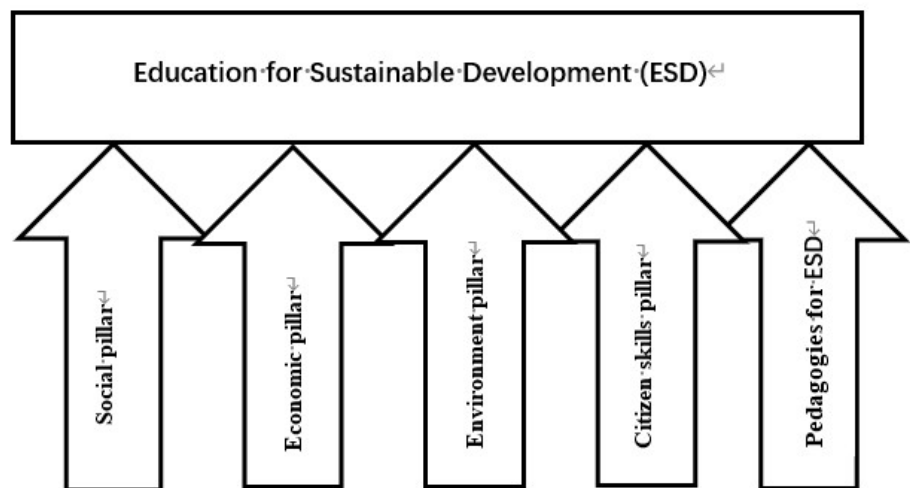 Education for Sustainable Development (ESD)
Social pillar
Economic pillar
Environment pillar
Citizen skills pillar
Pedagogies for ESD